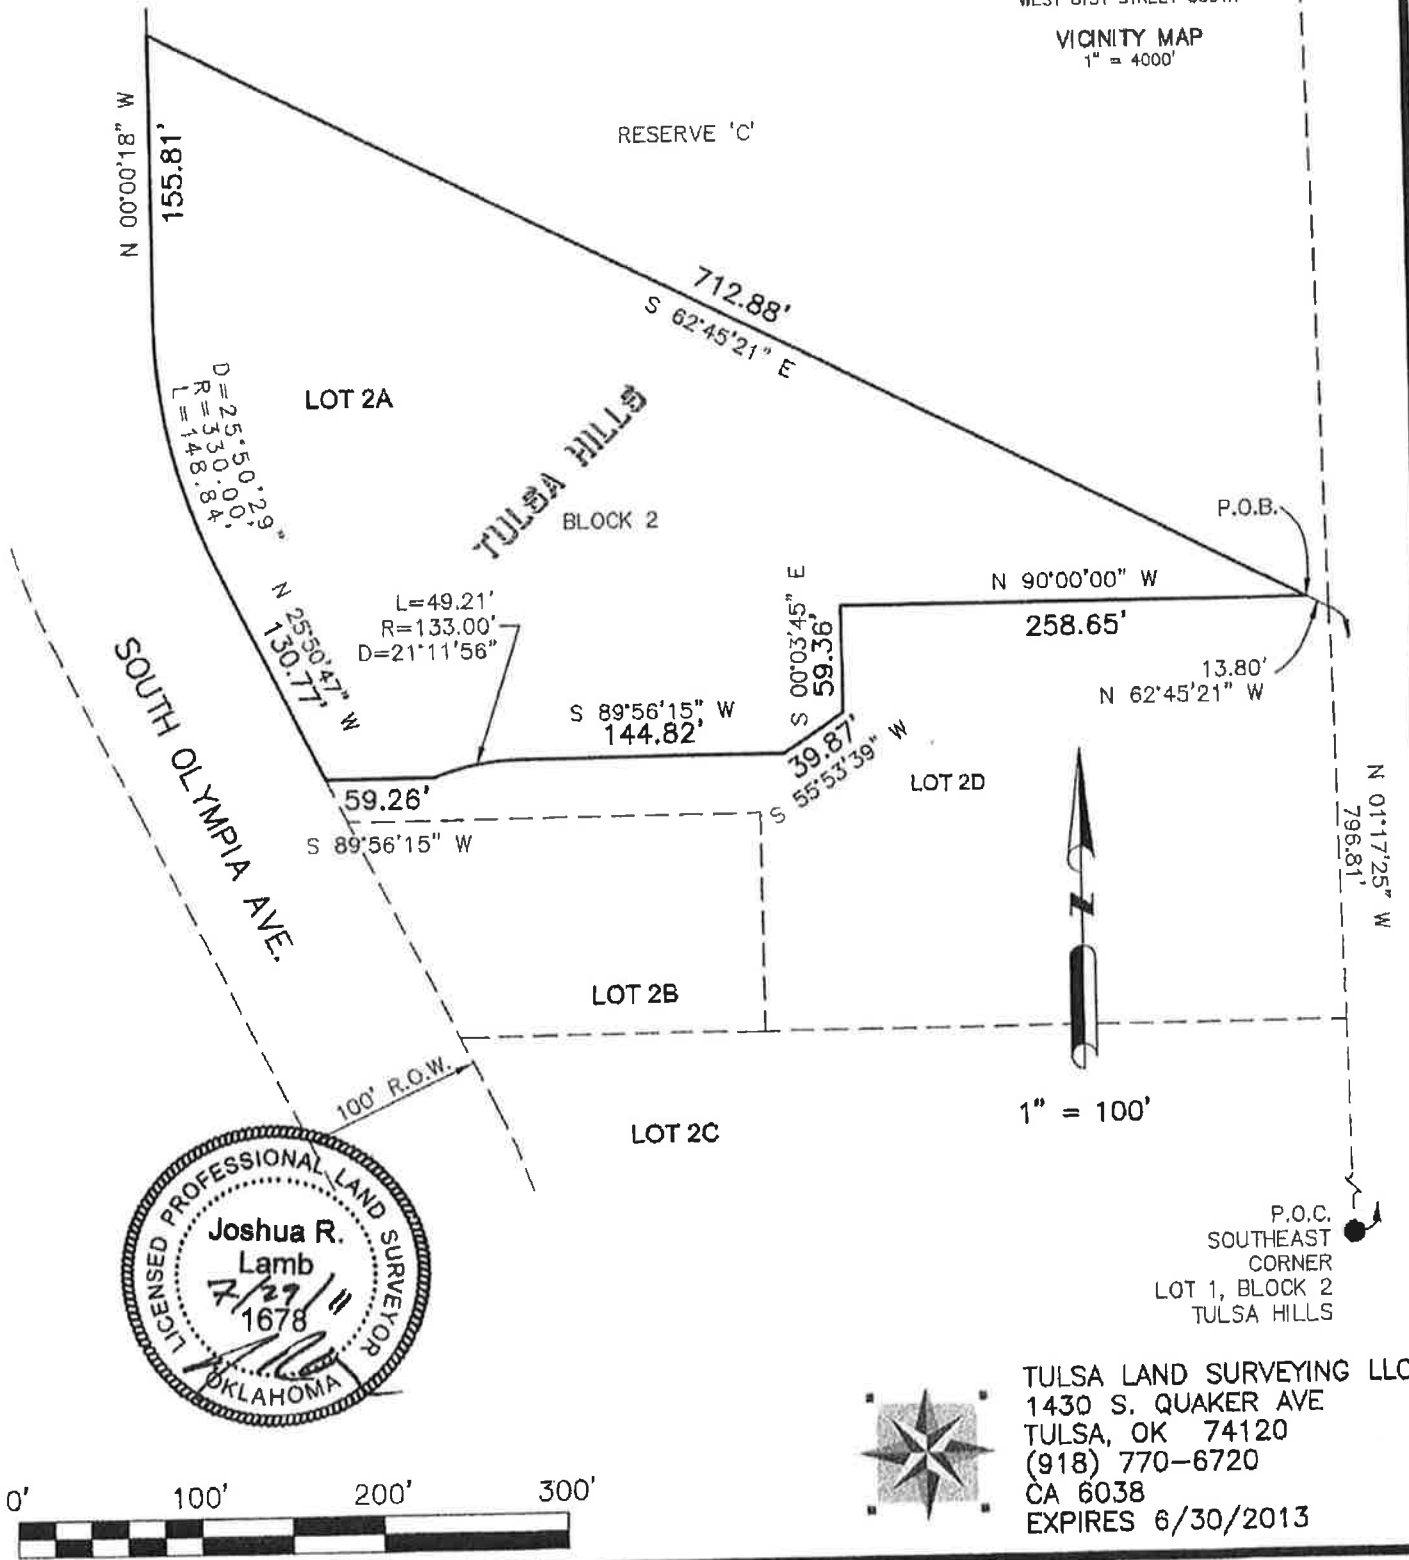 VICINITY MAP
1" = 4000'
RESERVE 'C'
N 00°00'18" W
155.81'
712.88'
S 62°45'21" E
D=25°50'29"
R=330.00'
L=148.84'
LOT 2A
TULSA HILLS
BLOCK 2
P.O.B.
N 90°00'00" W
258.65'
S 00°03'45" E
59.36'
L=49.21'
R=133.00'
D=21°11'56"
N 25°50'47" W
130.77'
13.80'
N 62°45'21" W
S 89°56'15" W
144.82'
39.87'
S 55°53'39" W
59.26'
S 89°56'15" W
SOUTH OLYMPIA AVE.
LOT 2D
N 01°17'25" W
796.81'
N
LOT 2B
100' R.O.W.
1" = 100'
LOT 2C
LICENSED PROFESSIONAL LAND SURVEYOR
Joshua R.
Lamb
7/29/11
1678
OKLAHOMA
P.O.C.
SOUTHEAST
CORNER
LOT 1, BLOCK 2
TULSA HILLS
TULSA LAND SURVEYING LLC
1430 S. QUAKER AVE
TULSA, OK 74120
(918) 770-6720
CA 6038
EXPIRES 6/30/2013
0' 100' 200' 300'